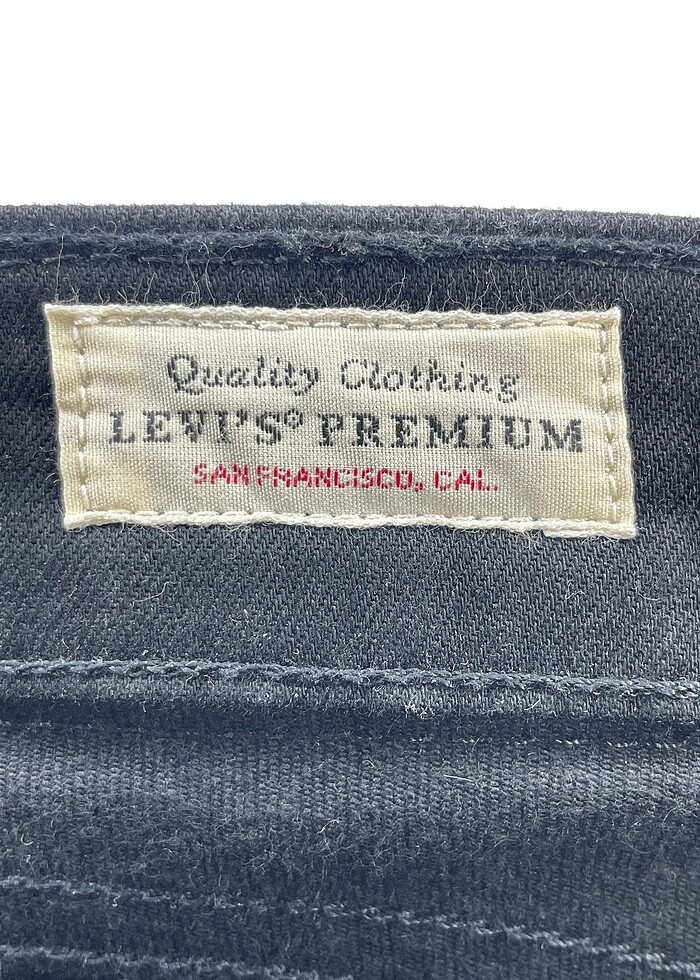 Quality Clothing
LEVI'S® PREMIUM
SAN FRANCISCO, CAL.